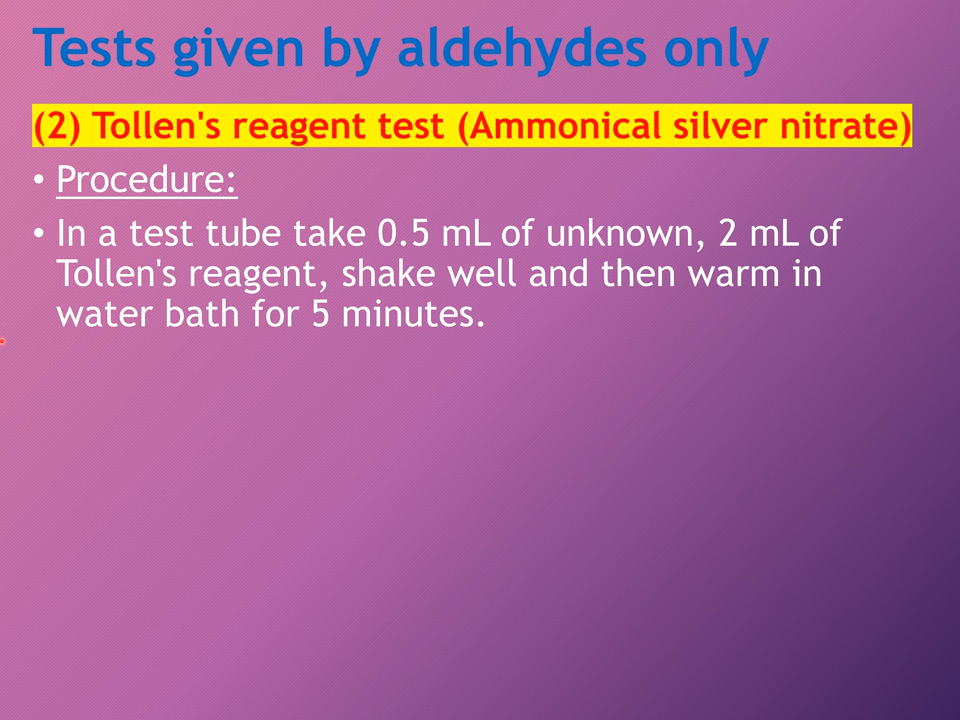 Tests given by aldehydes only
(2) Tollen's reagent test (Ammonical silver nitrate)
• Procedure:
• In a test tube take 0.5 mL of unknown, 2 mL of
Tollen's reagent, shake well and then warm in
water bath for 5 minutes.